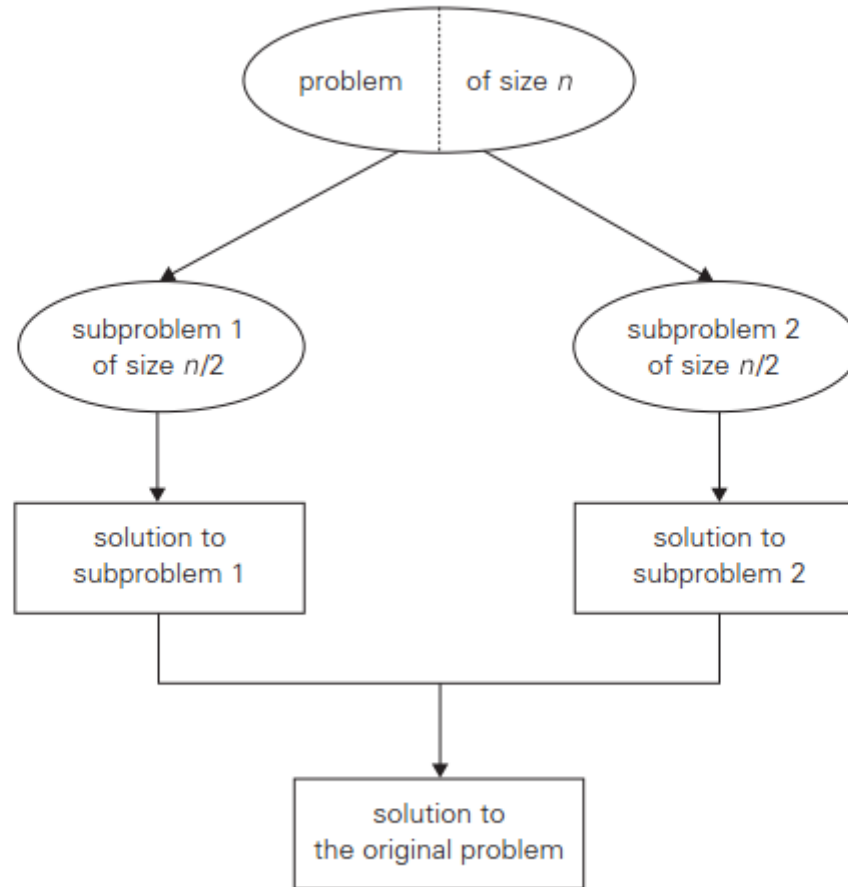 problem of size n
subproblem 1
of size n/2
subproblem 2
of size n/2
solution to
subproblem 1
solution to
subproblem 2
solution to
the original problem